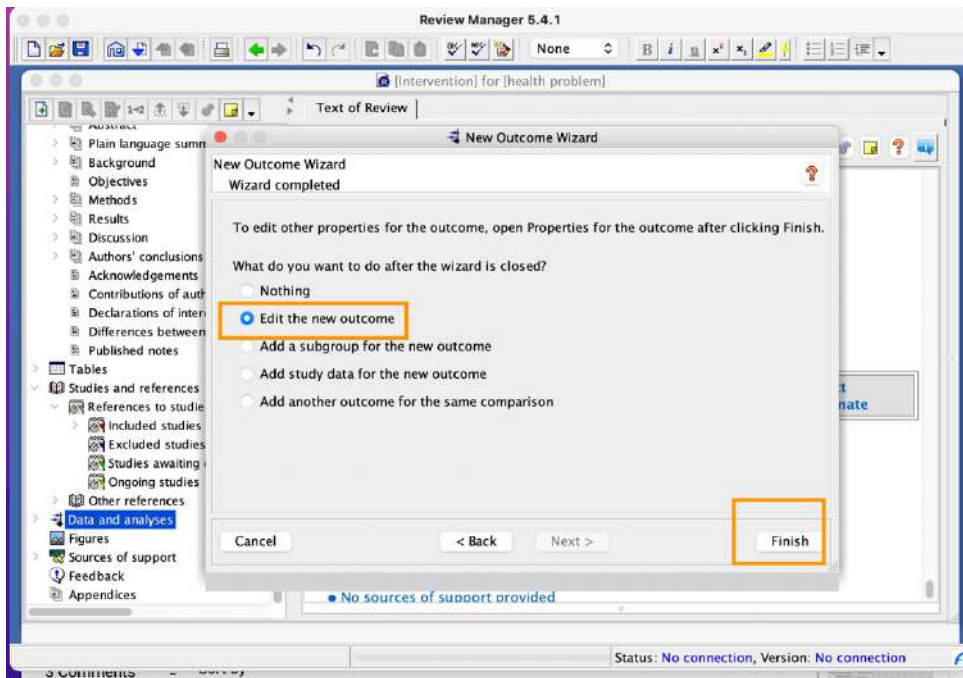 Review Manager 5.4.1
None
B i u x² x₁
[Intervention] for [health problem]
Text of Review
Abstract
Plain language summ
Background
Objectives
Methods
Results
Discussion
Authors' conclusions
Acknowledgements
Contributions of auth
Declarations of inter
Differences between
Published notes
Tables
Studies and references
References to studie
Included studies
Excluded studies
Studies awaiting
Ongoing studies
Other references
Data and analyses
Figures
Sources of support
Feedback
Appendices
New Outcome Wizard
New Outcome Wizard
Wizard completed
To edit other properties for the outcome, open Properties for the outcome after clicking Finish.
What do you want to do after the wizard is closed?
Nothing
Edit the new outcome
Add a subgroup for the new outcome
Add study data for the new outcome
Add another outcome for the same comparison
Cancel
< Back
Next >
Finish
nate
No sources of support provided
Status: No connection, Version: No connection
3 Comments